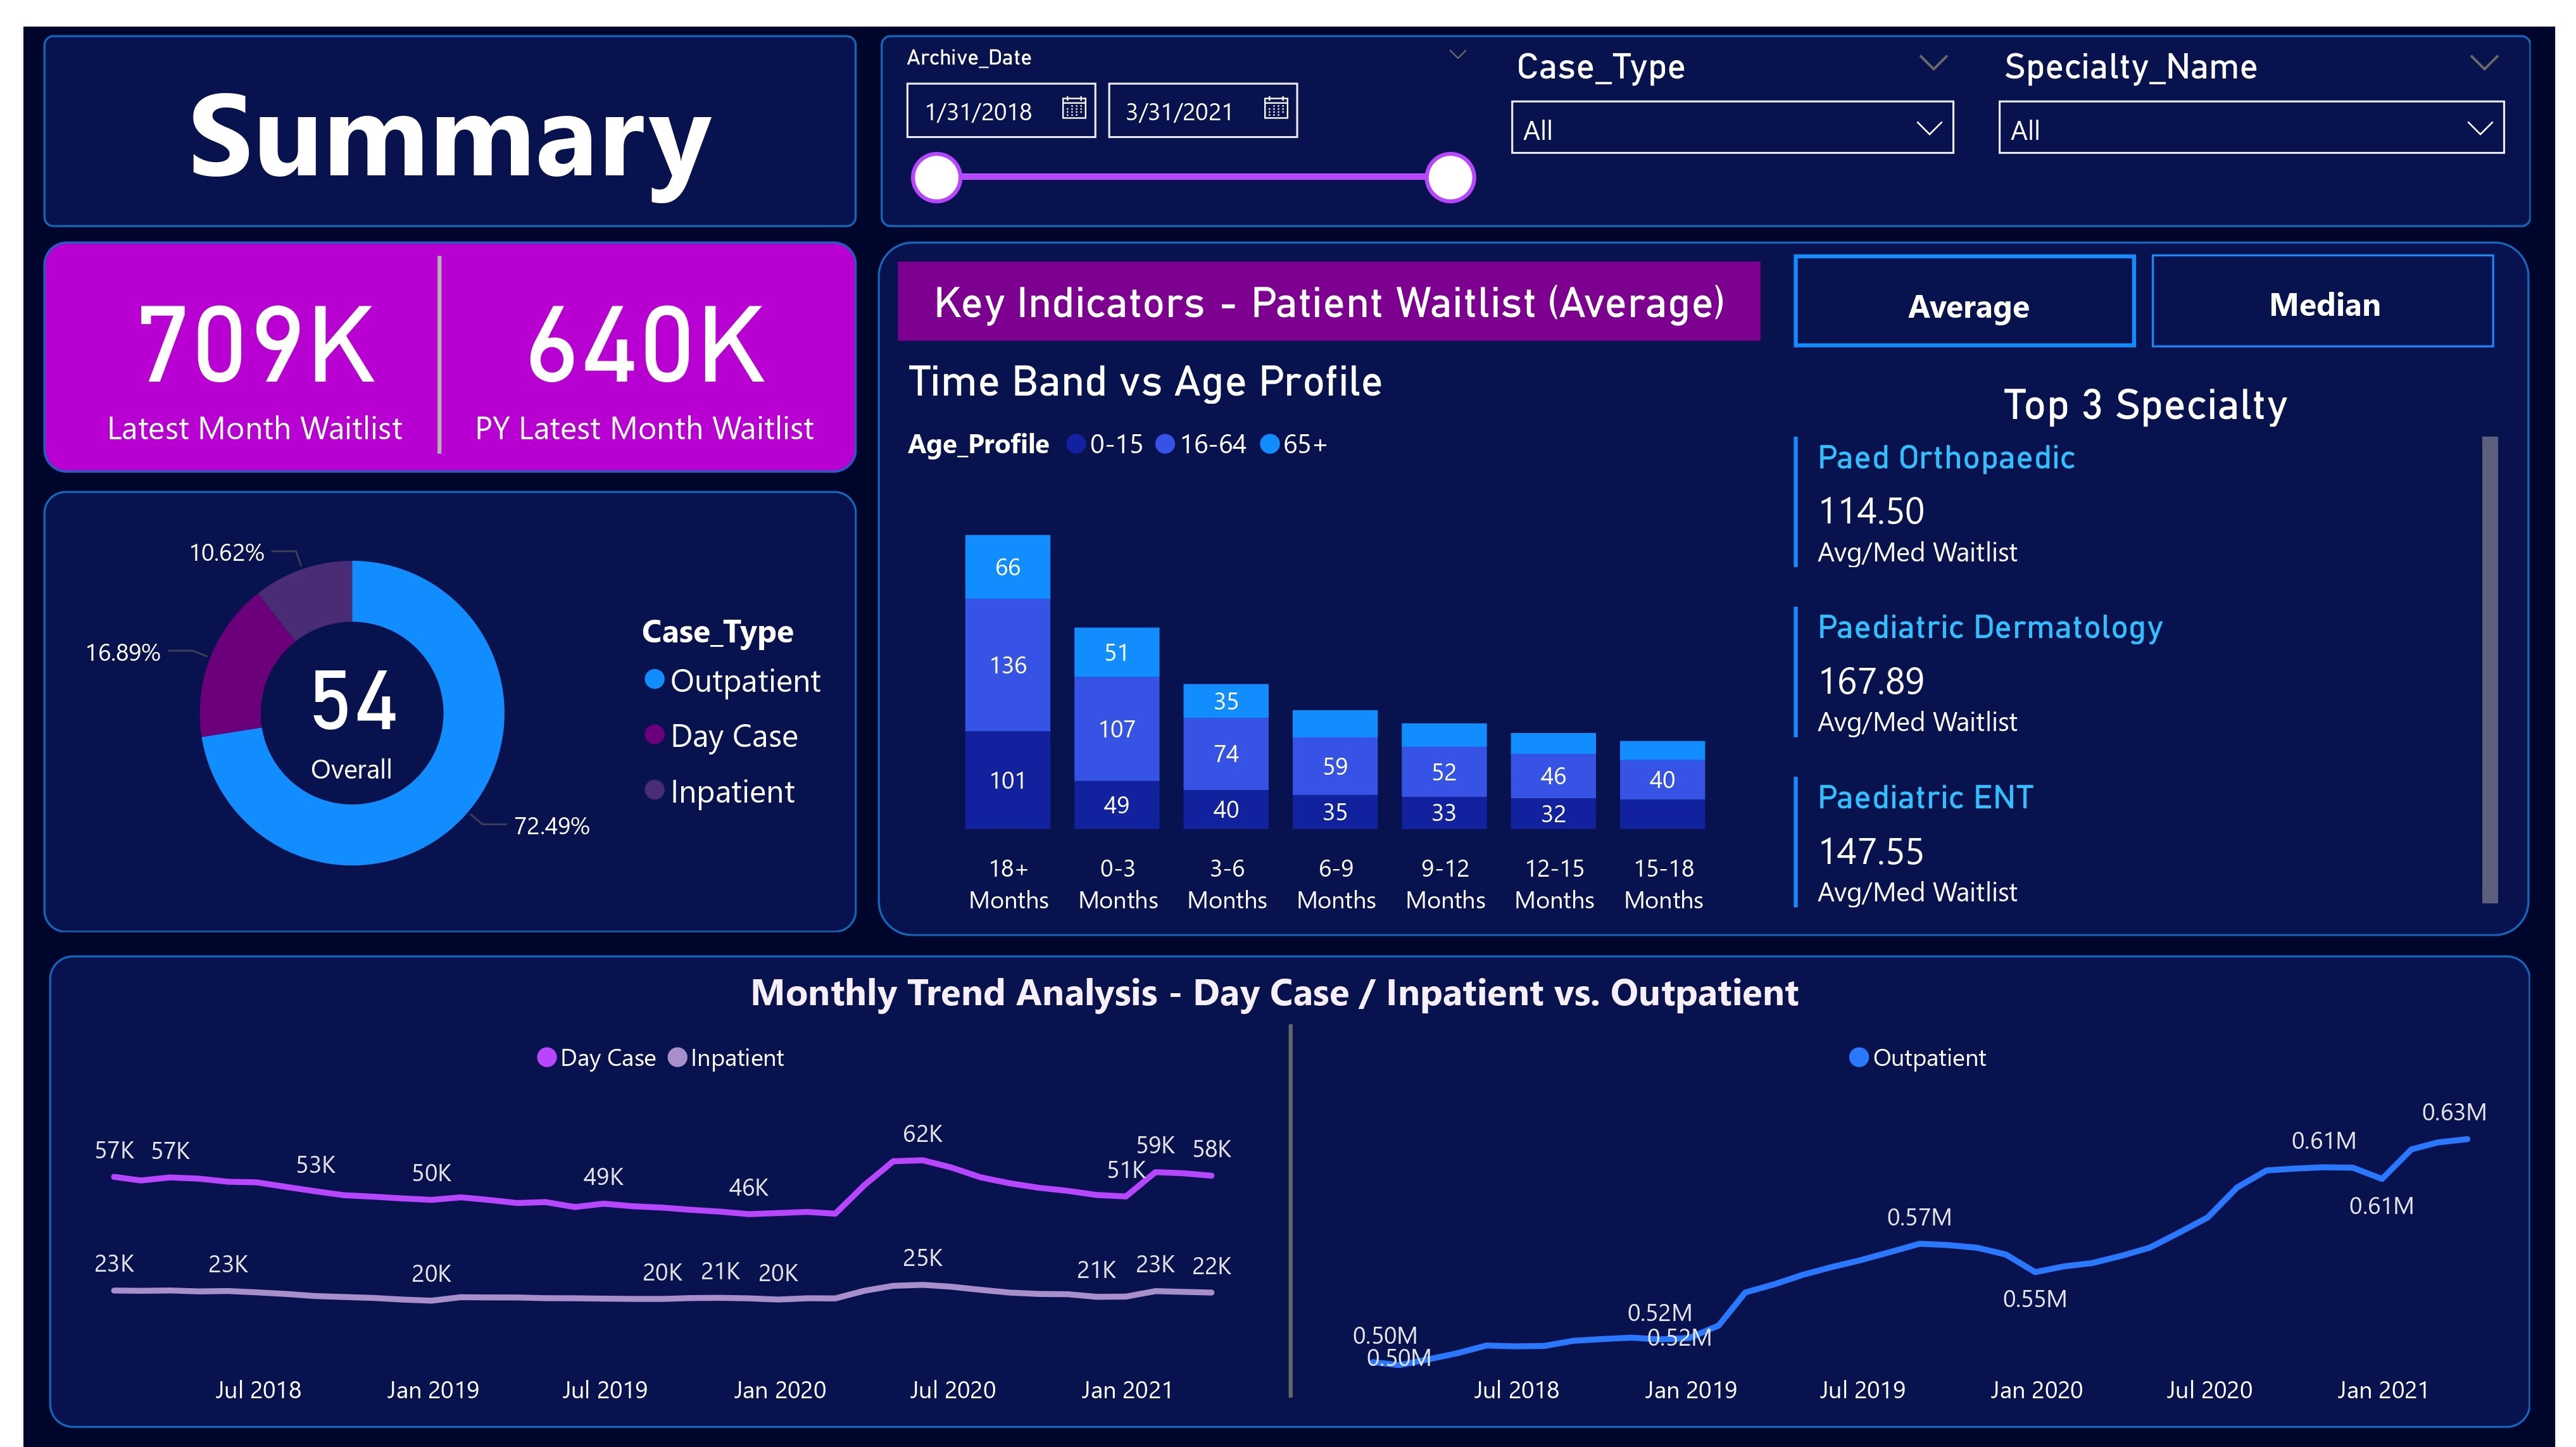 Summary
Archive_Date
1/31/2018 3/31/2021
Case_Type
All
Specialty_Name
All
709K
Latest Month Waitlist
640K
PY Latest Month Waitlist
Key Indicators - Patient Waitlist (Average)
Average
Median
Time Band vs Age Profile
Age_Profile 0-15 16-64 65+
66
136
101
51
107
49
35
74
40
59
35
52
33
46
32
40
18+ Months
0-3 Months
3-6 Months
6-9 Months
9-12 Months
12-15 Months
15-18 Months
Top 3 Specialty
Paed Orthopaedic
114.50
Avg/Med Waitlist
Paediatric Dermatology
167.89
Avg/Med Waitlist
Paediatric ENT
147.55
Avg/Med Waitlist
10.62%
16.89%
72.49%
54
Overall
Case_Type
Outpatient
Day Case
Inpatient
Monthly Trend Analysis - Day Case / Inpatient vs. Outpatient
Day Case Inpatient
57K 57K 53K 50K 49K 46K 62K 51K 59K 58K
23K 23K 20K 20K 21K 20K 25K 21K 23K 22K
Jul 2018 Jan 2019 Jul 2019 Jan 2020 Jul 2020 Jan 2021
Outpatient
0.50M
0.50M
0.52M
0.52M
0.57M
0.55M
0.61M
0.61M
0.63M
Jul 2018 Jan 2019 Jul 2019 Jan 2020 Jul 2020 Jan 2021